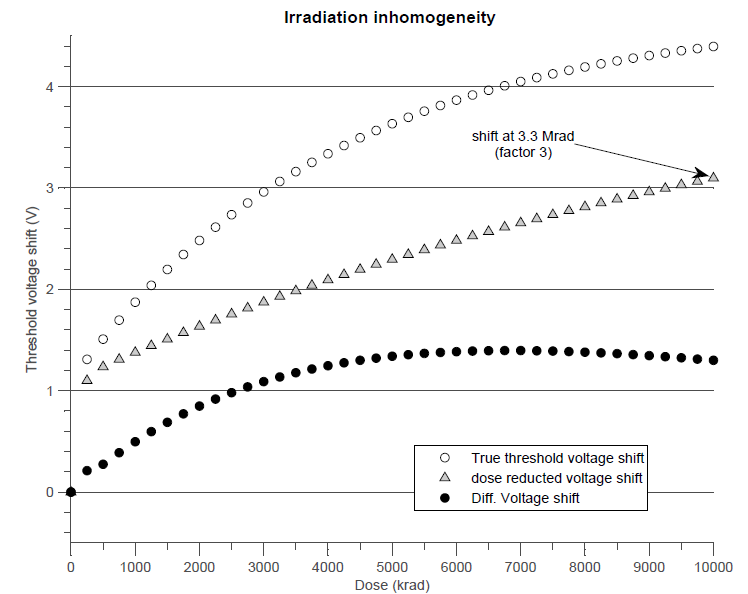 Irradiation inhomogeneity
Threshold voltage shift (V)
4
3
2
1
0
shift at 3.3 Mrad
(factor 3)
True threshold voltage shift
dose reducted voltage shift
Diff. Voltage shift
0 1000 2000 3000 4000 5000 6000 7000 8000 9000 10000
Dose (krad)